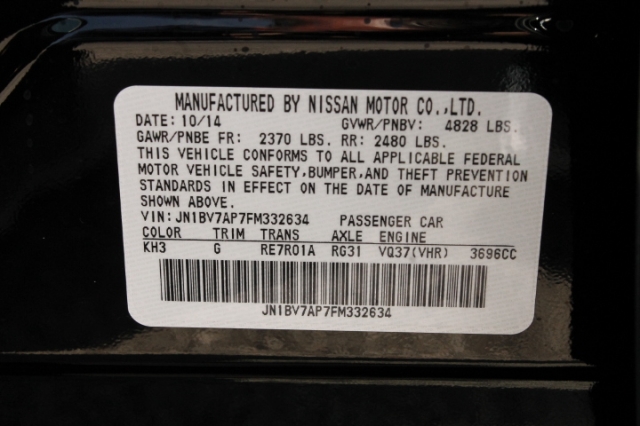 MANUFACTURED BY NISSAN MOTOR CO.,LTD.
DATE: 10/14 GVWR/PNBV: 4828 LBS.
GAWR/PNBE FR: 2370 LBS. RR: 2480 LBS.
THIS VEHICLE CONFORMS TO ALL APPLICABLE FEDERAL
MOTOR VEHICLE SAFETY,BUMPER,AND THEFT PREVENTION
STANDARDS IN EFFECT ON THE DATE OF MANUFACTURE
SHOWN ABOVE.
VIN:JN1BV7AP7FM332634 PASSENGER CAR
COLOR TRIM TRANS AXLE ENGINE
KH3 G RE7R01A RG31 VQ37(VHR) 3696CC
JN1BV7AP7FM332634